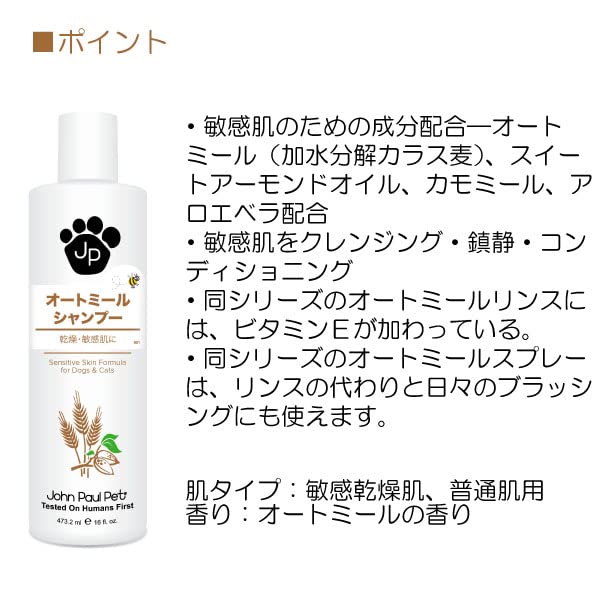 ■ポイント
・敏感肌のための成分配合―オート
ミール（加水分解カラス麦）、スイー
トアーモンドオイル、カモミール、ア
ロエベラ配合
・敏感肌をクレンジング・鎮静・コン
ディショニング
・同シリーズのオートミールリンスに
は、ビタミンEが加わっている。
・同シリーズのオートミールスプレー
は、リンスの代わりと日々のブラッシ
ングにも使えます。
肌タイプ：敏感乾燥肌、普通肌用
香り：オートミールの香り
JP
オートミール
シャンプー
乾燥・敏感肌に
Sensitive Skin Formula
for Dogs & Cats
John Paul Pet®
Tested On Humans First
473.2 ml ℮ 16 fl. oz.